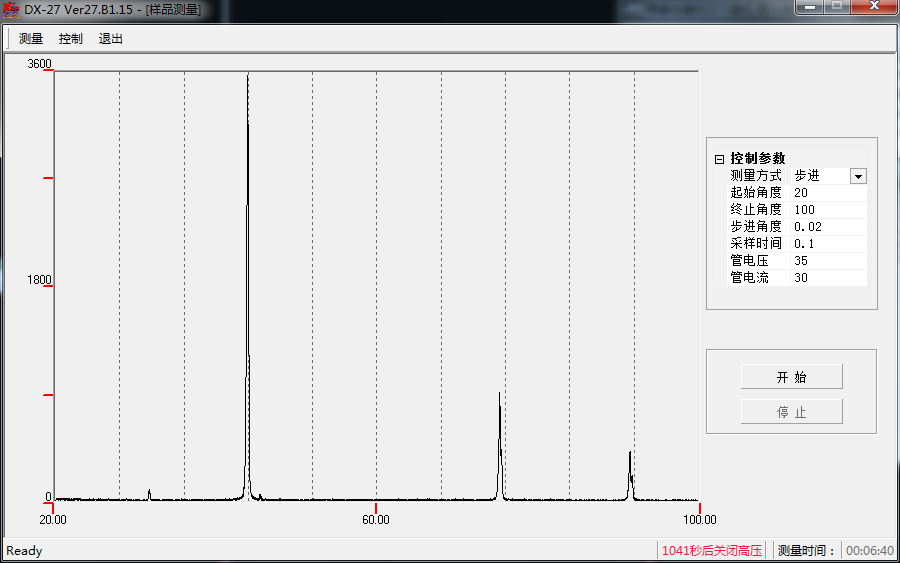 DX-27 Ver27.B1.15 - [样品测量]
测量 控制 退出
3600
1800
0
20.00 60.00 100.00
控制参数
测量方式 步进
起始角度 20
终止角度 100
步进角度 0.02
采样时间 0.1
管电压 35
管电流 30
开 始
停 止
Ready 1041秒后关闭高压 测量时间： 00:06:40